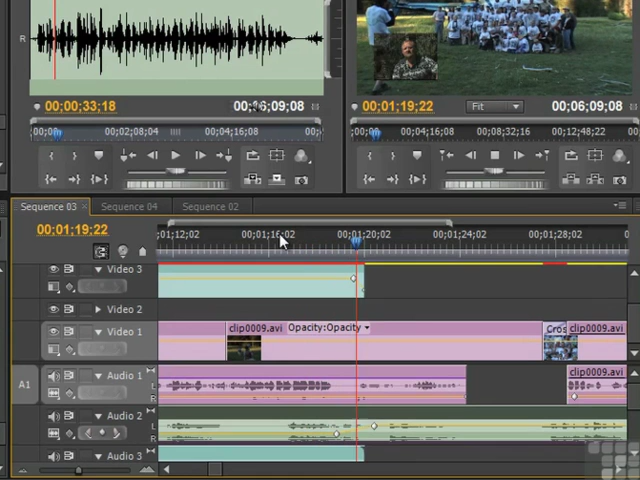 R
00;00;33;18
00;16;09;08
00;01;19;22
Fit
00;06;09;08
00;00
00;02;08;04
00;04;16;08
00;
00;00
00;04;16;08
00;08;32;16
00;12;48;22
Sequence 03
Sequence 04
Sequence 02
00;01;19;22
;01;12;02
00;01;16;02
00;01;20;02
00;01;24;02
00;01;28;02
Video 3
Video 2
Video 1
clip0009.avi
Opacity:Opacity
Cros
clip0009.avi
A1
Audio 1
L
R
clip0009.avi
Audio 2
L
R
Audio 3